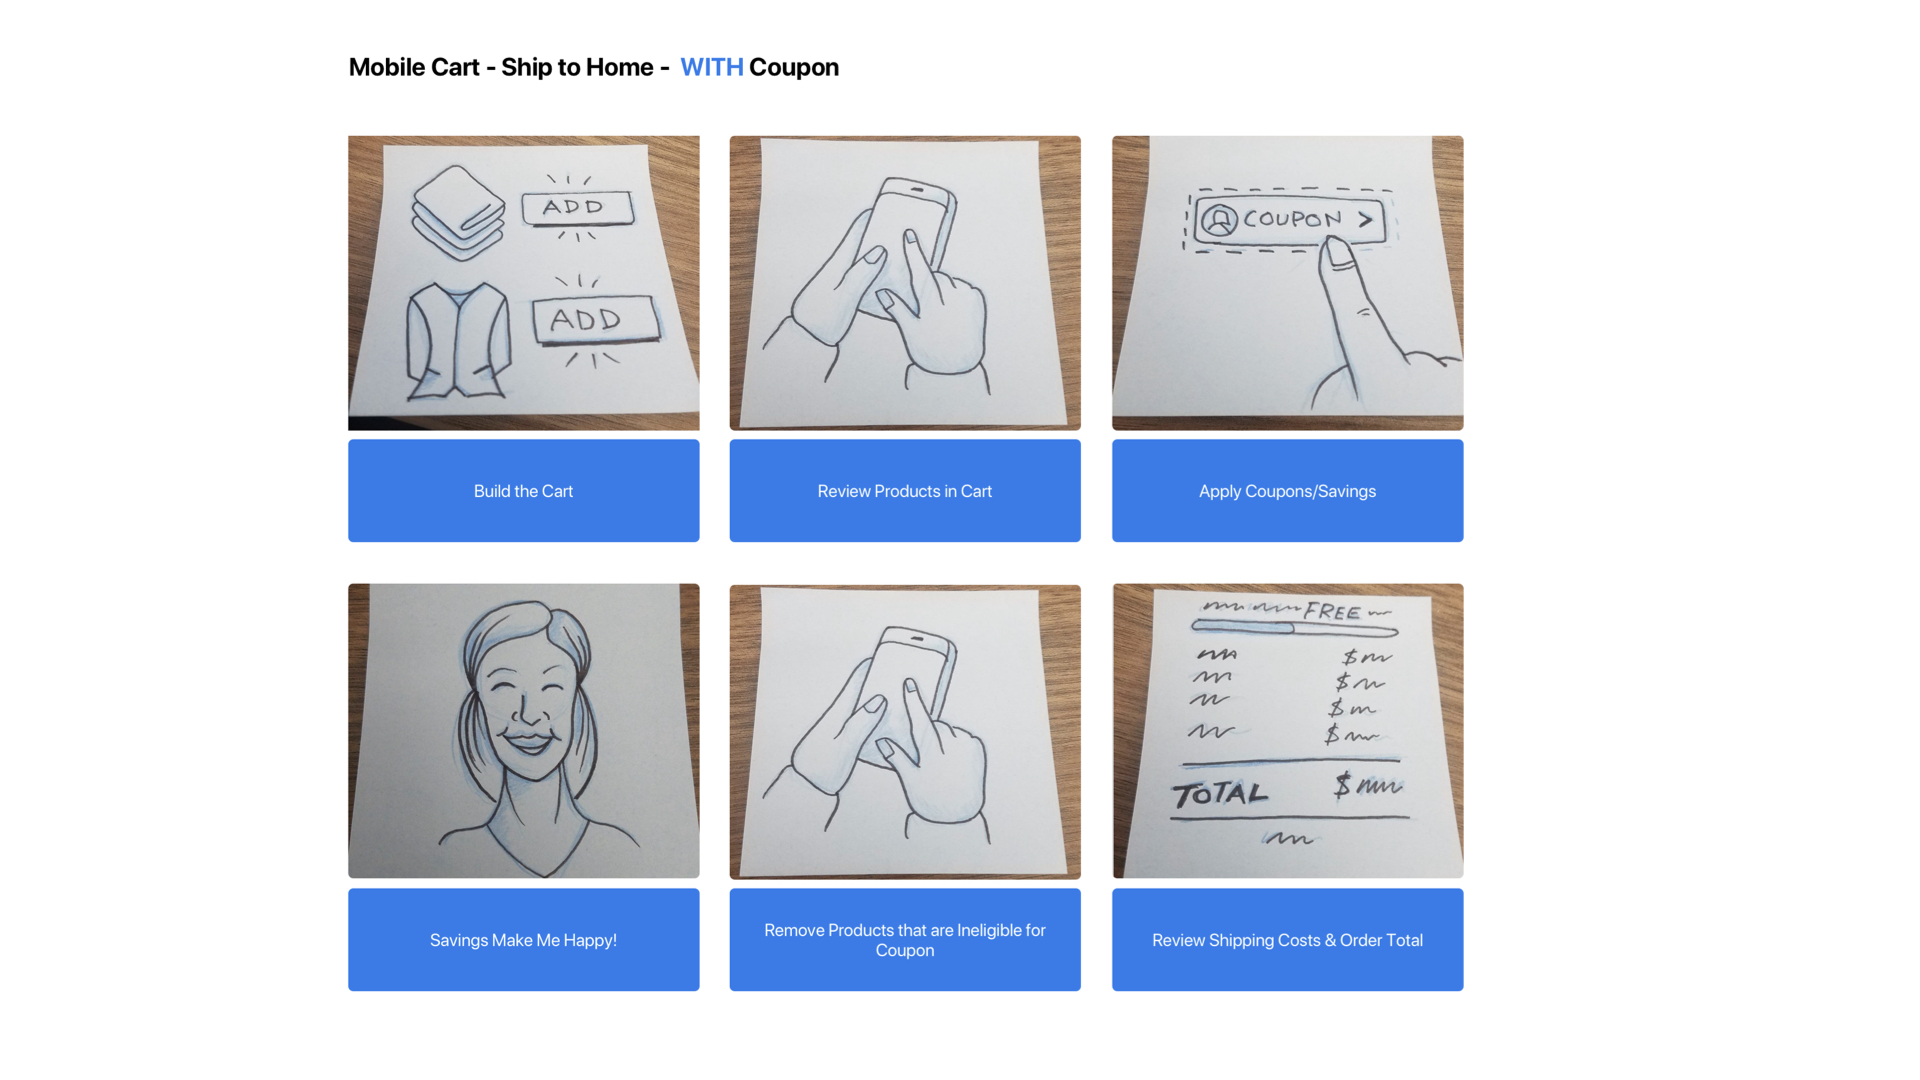 Mobile Cart - Ship to Home - WITH Coupon
ADD
ADD
COUPON >
Build the Cart
Review Products in Cart
Apply Coupons/Savings
FREE
$
$
$
$
TOTAL $
Savings Make Me Happy!
Remove Products that are Ineligible for
Coupon
Review Shipping Costs & Order Total